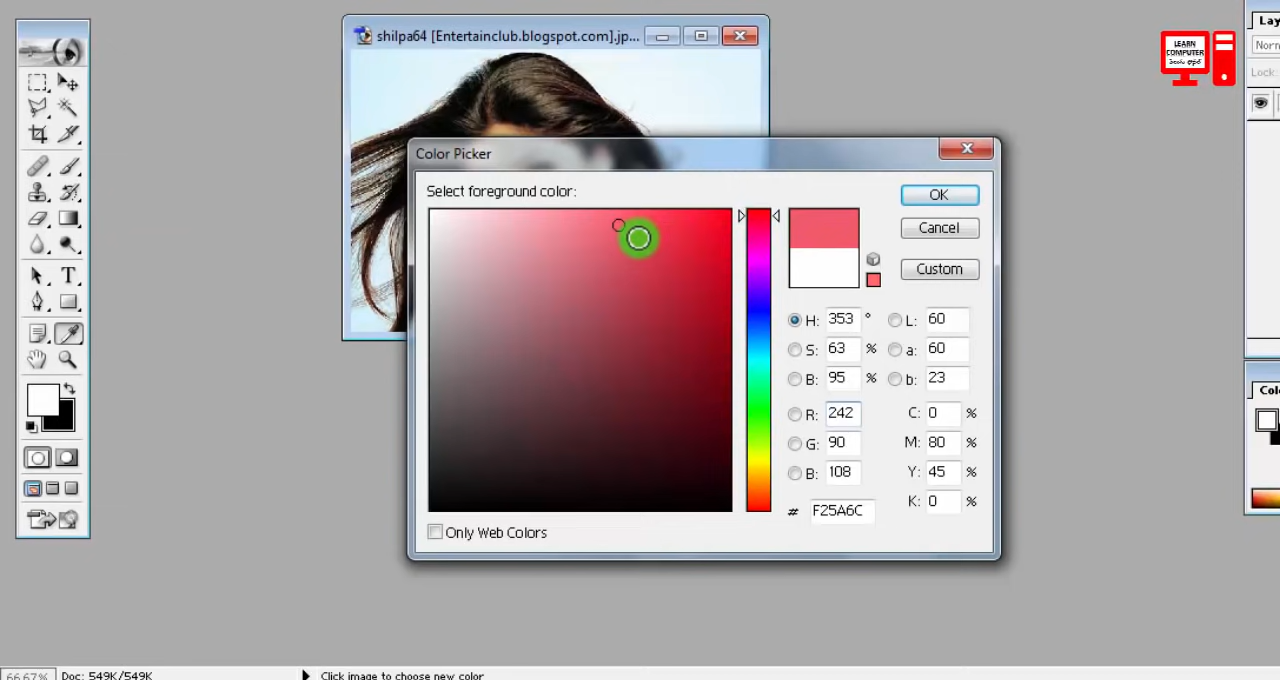 shilpa64 [Entertainclub.blogspot.com].jp...
Lay
LEARN
COMPUTER
Norn
Lock:
Color Picker
Select foreground color:
OK
Cancel
Custom
H: 353 ° L: 60
S: 63 % a: 60
B: 95 % b: 23
R: 242 C: 0 %
G: 90 M: 80 %
B: 108 Y: 45 %
# F25A6C K: 0 %
Only Web Colors
Colo
T
66.67% Doc: 549K/549K Click image to choose new color